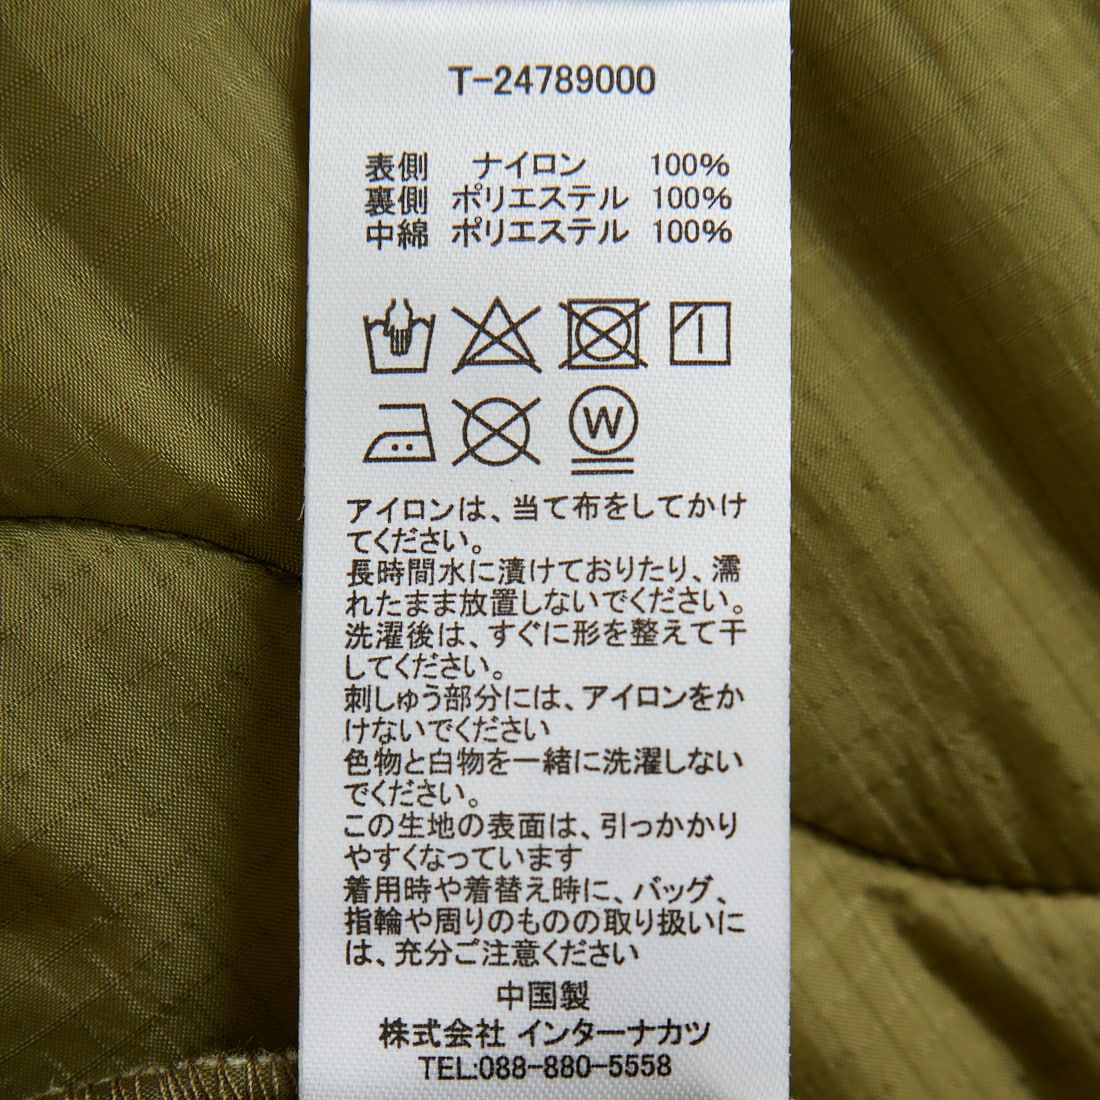 T-24789000
表側 ナイロン 100%
裏側 ポリエステル 100%
中綿 ポリエステル 100%
W
アイロンは、当て布をしてかけ
てください。
長時間水に漬けておりたり、濡
れたまま放置しないでください。
洗濯後は、すぐに形を整えて干
してください。
刺しゅう部分には、アイロンをか
けないでください
色物と白物を一緒に洗濯しない
でください。
この生地の表面は、引っかかり
やすくなっています
着用時や着替え時に、バッグ、
指輪や周りのものの取り扱いに
は、充分ご注意ください
中国製
株式会社 インターナカツ
TEL:088-880-5558